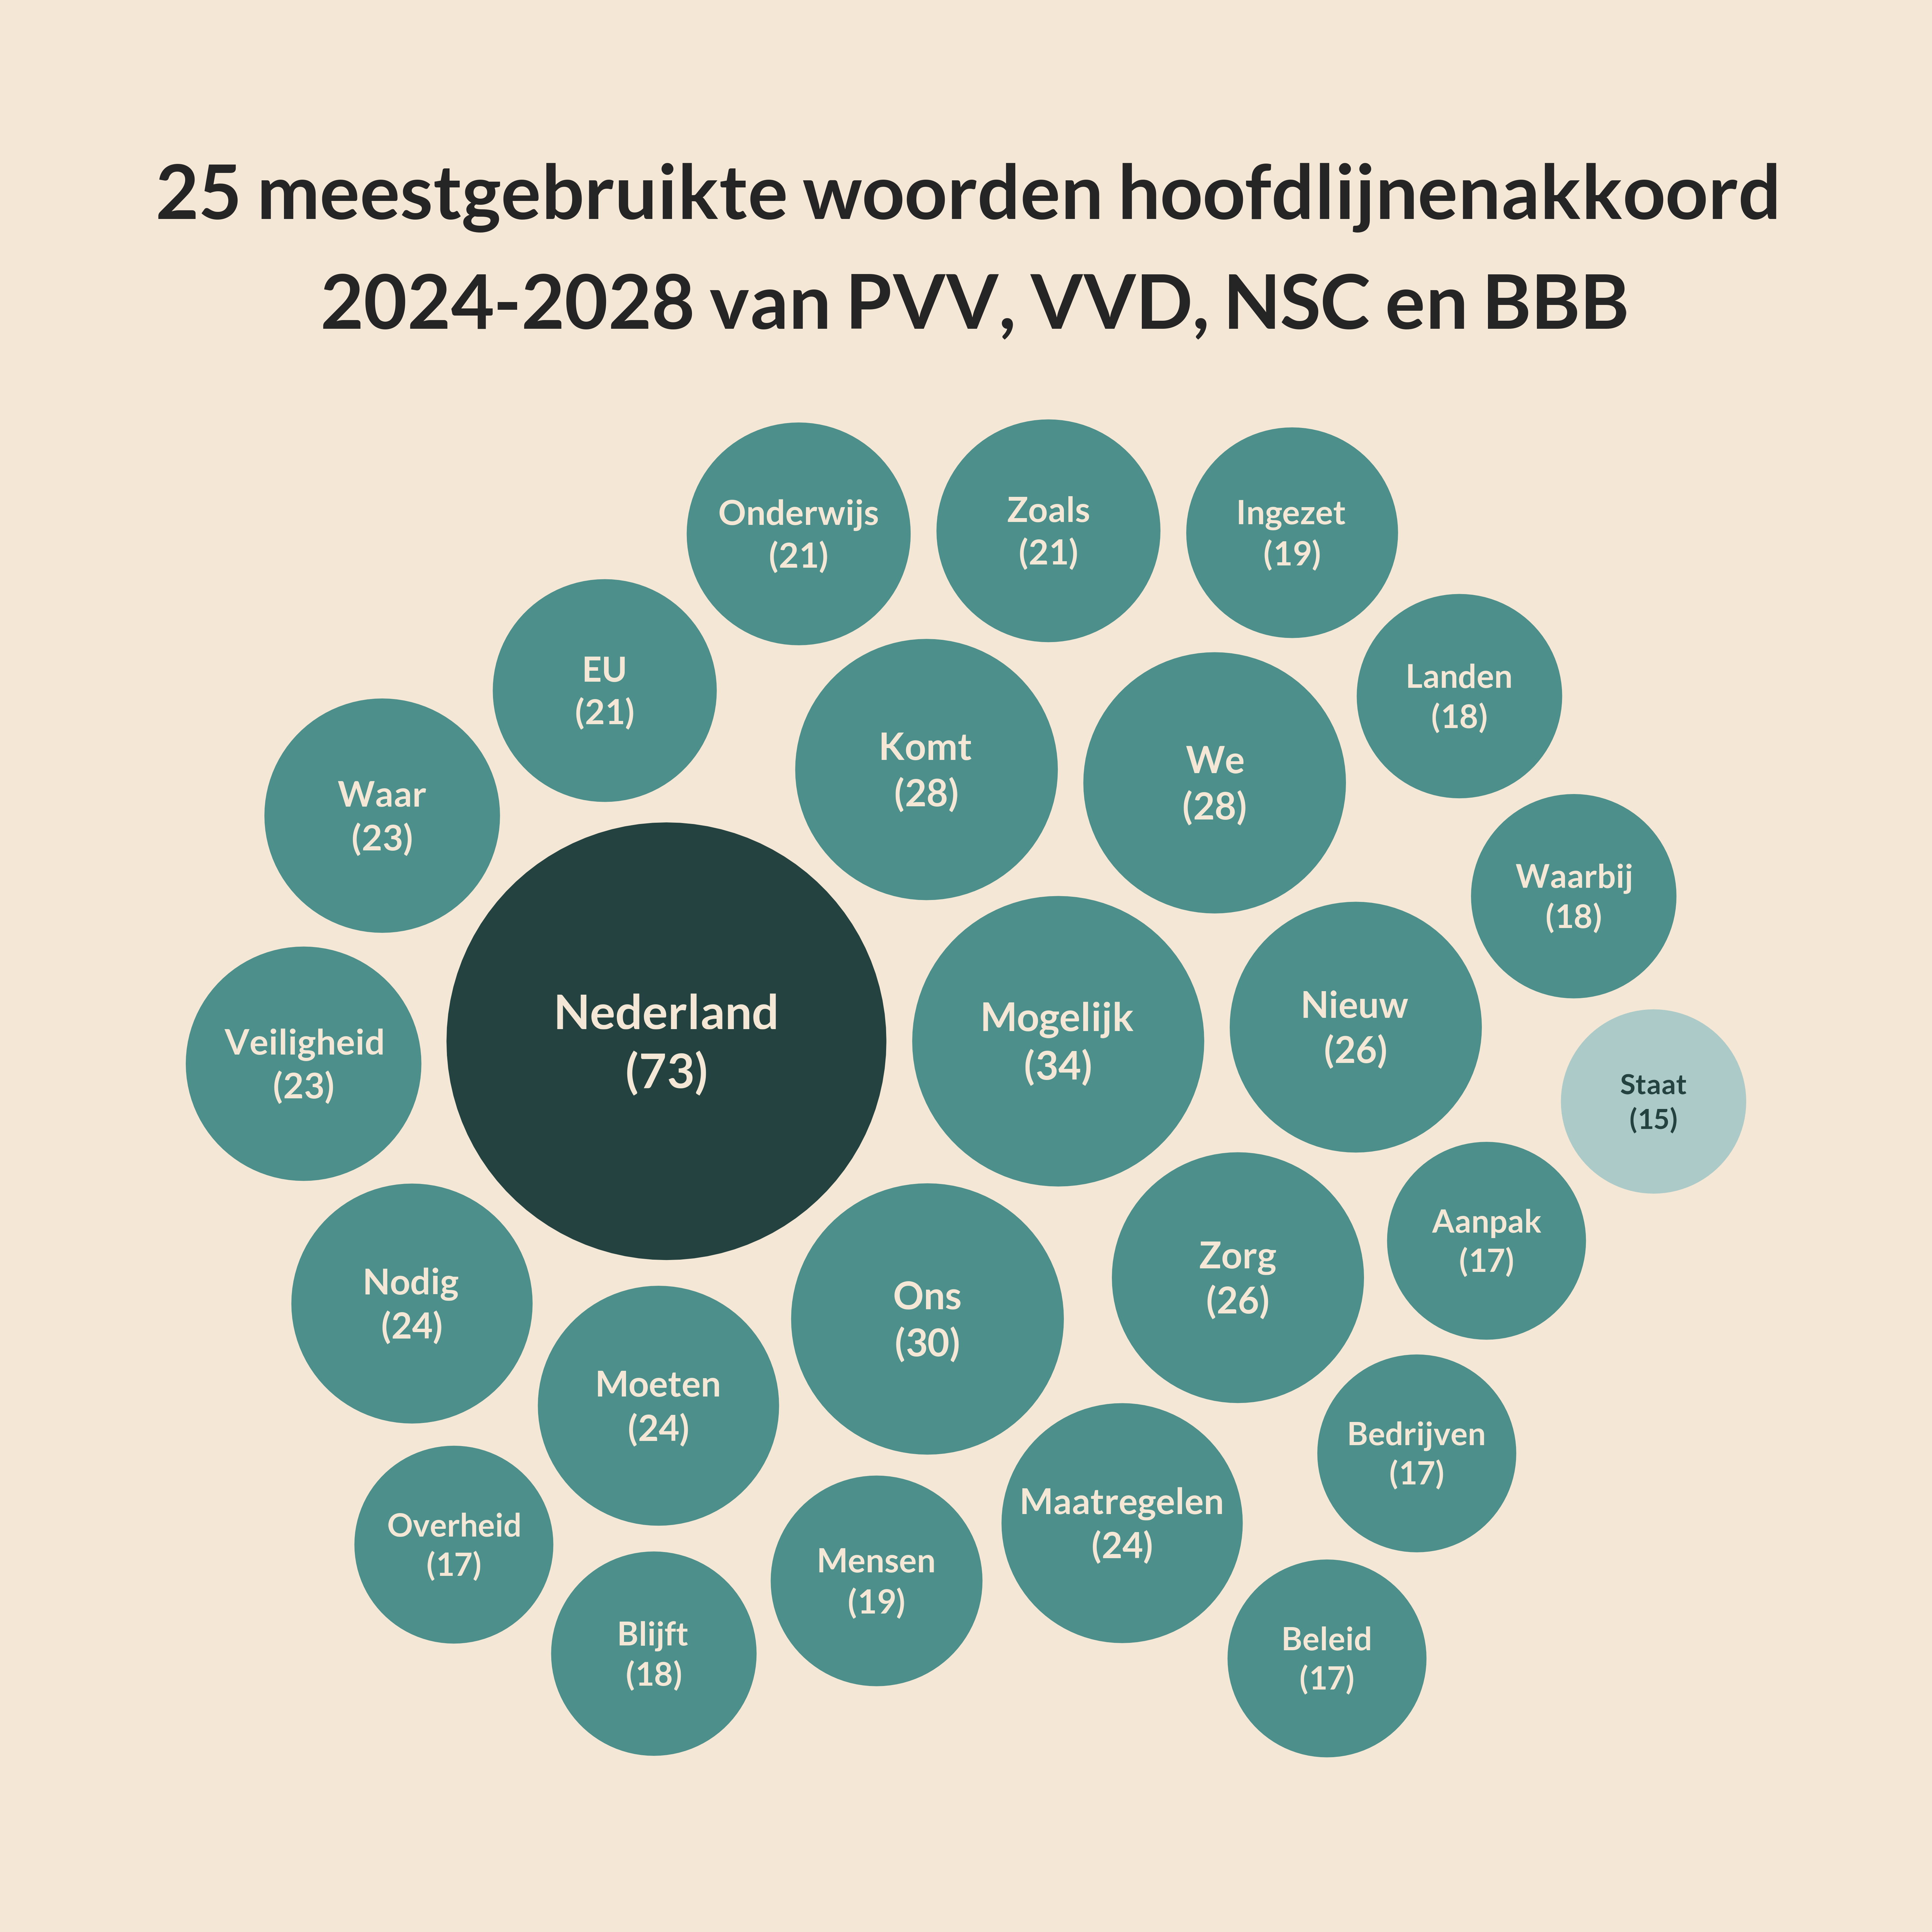 25 meestgebruikte woorden hoofdlijnenakkoord
2024-2028 van PVV, VVD, NSC en BBB
Onderwijs
(21)
Zoals
(21)
Ingezet
(19)
EU
(21)
Landen
(18)
Komt
(28)
We
(28)
Waar
(23)
Waarbij
(18)
Nederland
(73)
Mogelijk
(34)
Nieuw
(26)
Veiligheid
(23)
Staat
(15)
Aanpak
(17)
Zorg
(26)
Nodig
(24)
Ons
(30)
Moeten
(24)
Bedrijven
(17)
Maatregelen
(24)
Overheid
(17)
Mensen
(19)
Blijft
(18)
Beleid
(17)